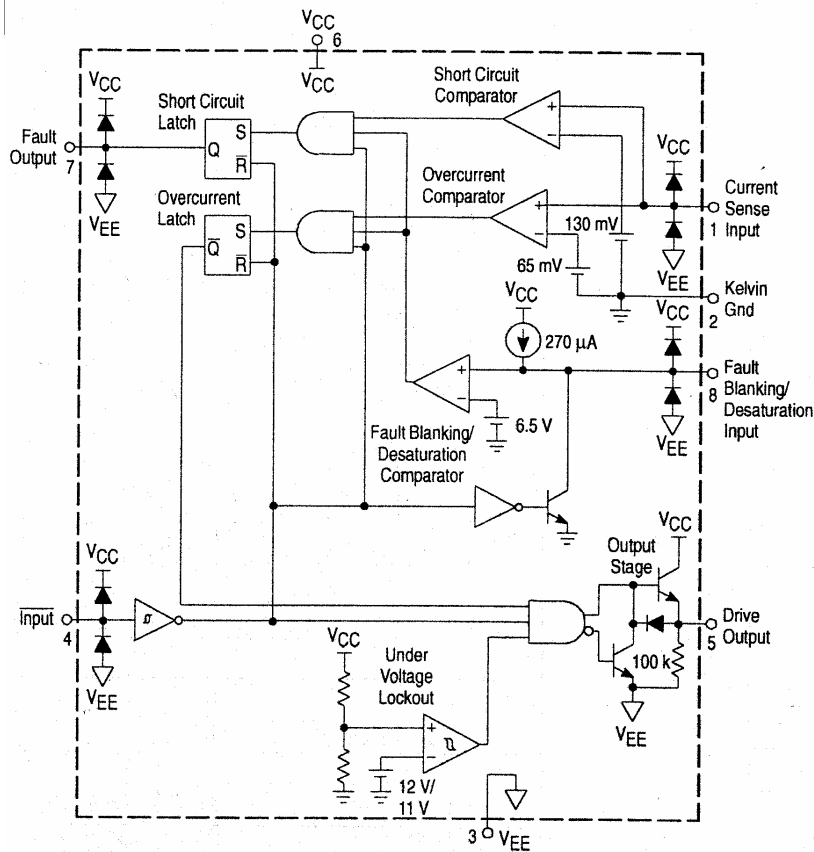 VCC
6
VCC
VCC
Short Circuit
Latch
Short Circuit
Comparator
Fault
Output
7
S
Q
R̅
VCC
VEE
Overcurrent
Latch
Overcurrent
Comparator
+
−
Current
Sense
Input
1
S
Q̅
R̅
+
−
130 mV
65 mV
VEE
Kelvin
Gnd
2
VCC
VCC
270 µA
Fault
Blanking/
Desaturation
Input
8
+
−
6.5 V
VEE
Fault Blanking/
Desaturation
Comparator
VCC
Output
Stage
VCC
I̅n̅p̅u̅t̅
4
Drive
Output
5
VCC
100 k
Under
Voltage
Lockout
VEE
+
−
VEE
12 V/
11 V
3
VEE